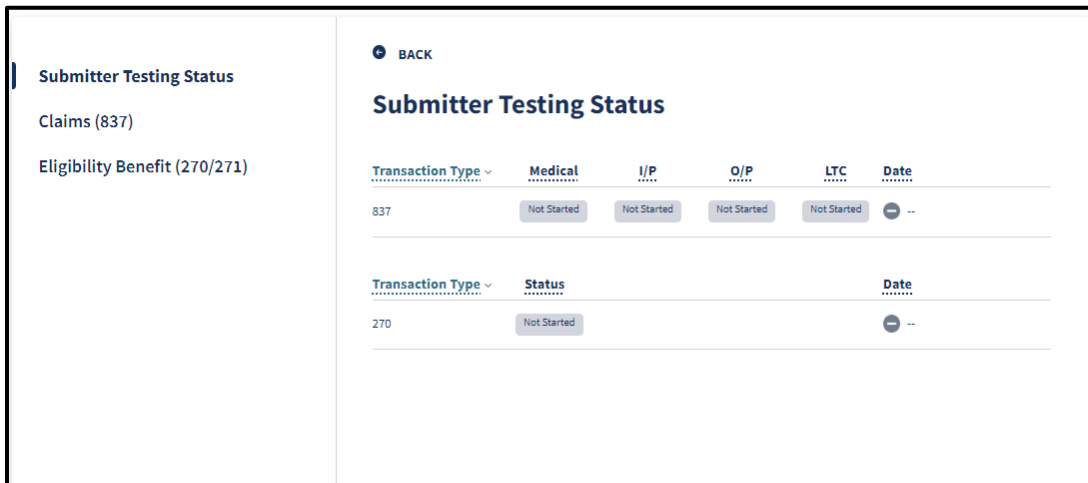 Submitter Testing Status
Claims (837)
Eligibility Benefit (270/271)
BACK
Submitter Testing Status
Transaction Type Medical I/P O/P LTC Date
837 Not Started Not Started Not Started Not Started --
Transaction Type Status Date
270 Not Started --